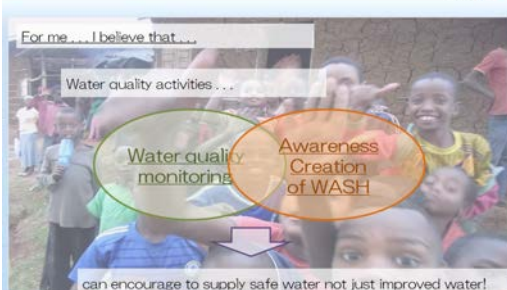 For me . . . I believe that . . .
Water quality activities . . .
Water quality
monitoring
Awareness
Creation
of WASH
can encourage to supply safe water not just improved water!